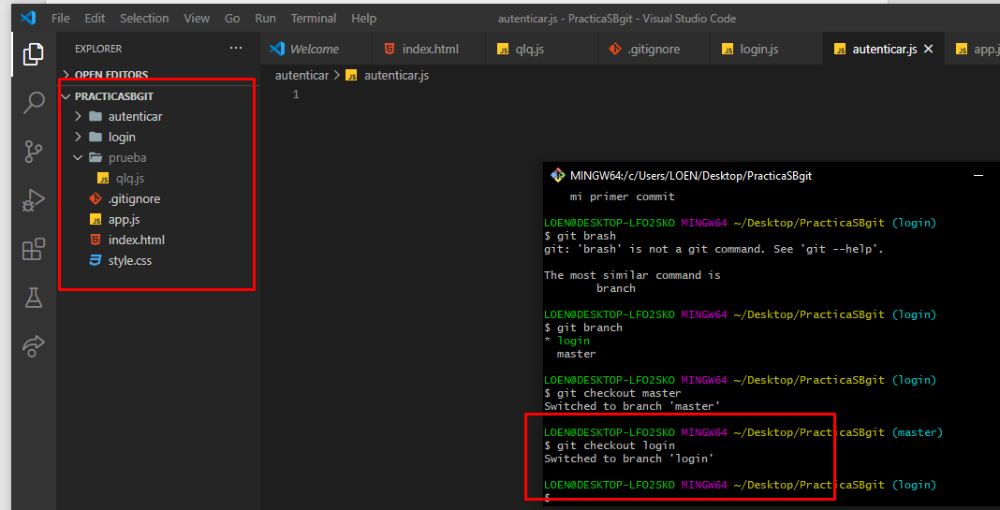 File Edit Selection View Go Run Terminal Help autenticar.js - PracticaSBgit - Visual Studio Code
EXPLORER ...
Welcome index.html qlq.js .gitignore login.js autenticar.js app.j
OPEN EDITORS
autenticar > autenticar.js
PRACTICASBGIT
1
autenticar
login
prueba
qlq.js
.gitignore
app.js
index.html
style.css
MINGW64:/c/Users/LOEN/Desktop/PracticaSBgit
mi primer commit
LOEN@DESKTOP-LFO2SKO MINGW64 ~/Desktop/PracticaSBgit (login)
$ git brash
git: 'brash' is not a git command. See 'git --help'.
The most similar command is
branch
LOEN@DESKTOP-LFO2SKO MINGW64 ~/Desktop/PracticaSBgit (login)
$ git branch
* login
master
LOEN@DESKTOP-LFO2SKO MINGW64 ~/Desktop/PracticaSBgit (login)
$ git checkout master
Switched to branch 'master'
LOEN@DESKTOP-LFO2SKO MINGW64 ~/Desktop/PracticaSBgit (master)
$ git checkout login
Switched to branch 'login'
LOEN@DESKTOP-LFO2SKO MINGW64 ~/Desktop/PracticaSBgit (login)
$